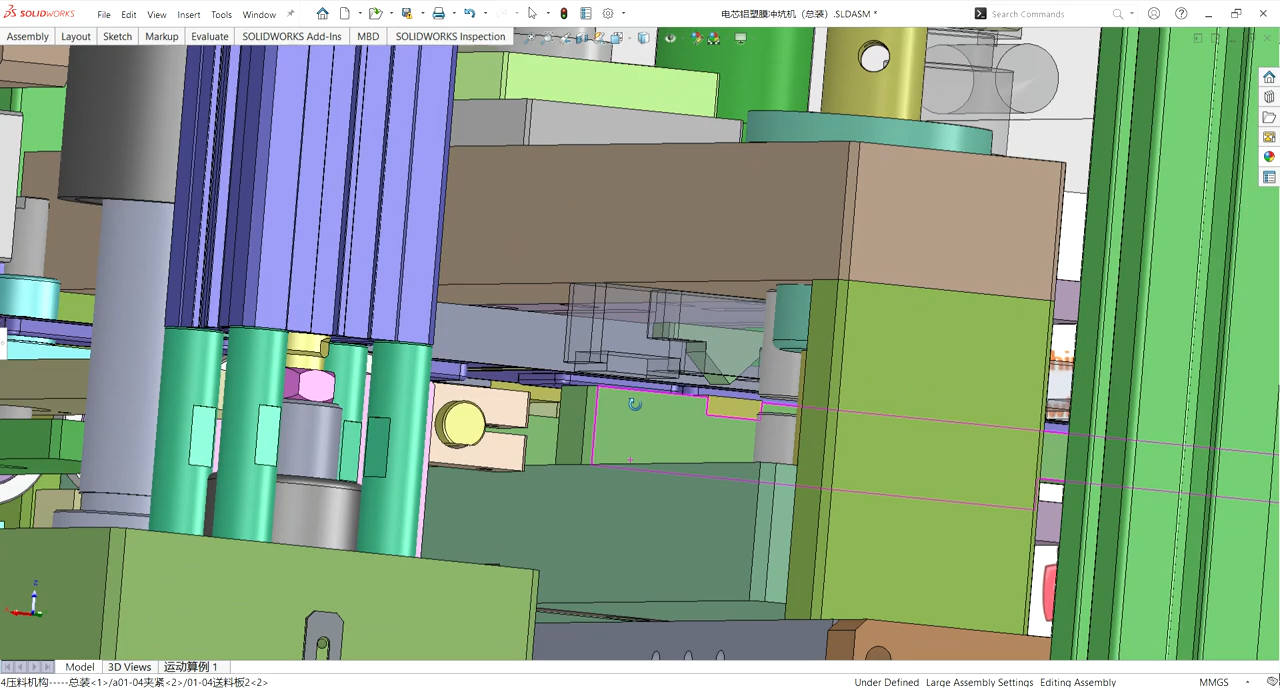 SOLIDWORKS File Edit View Insert Tools Window 电芯铝塑膜冲坑机（总装）.SLDASM * Search Commands
Assembly Layout Sketch Markup Evaluate SOLIDWORKS Add-Ins MBD SOLIDWORKS Inspection
Model 3D Views 运动算例 1
4压料机构-----总装<1>/a01-04夹紧<2>/01-04送料板2<2> Under Defined Large Assembly Settings Editing Assembly MMGS